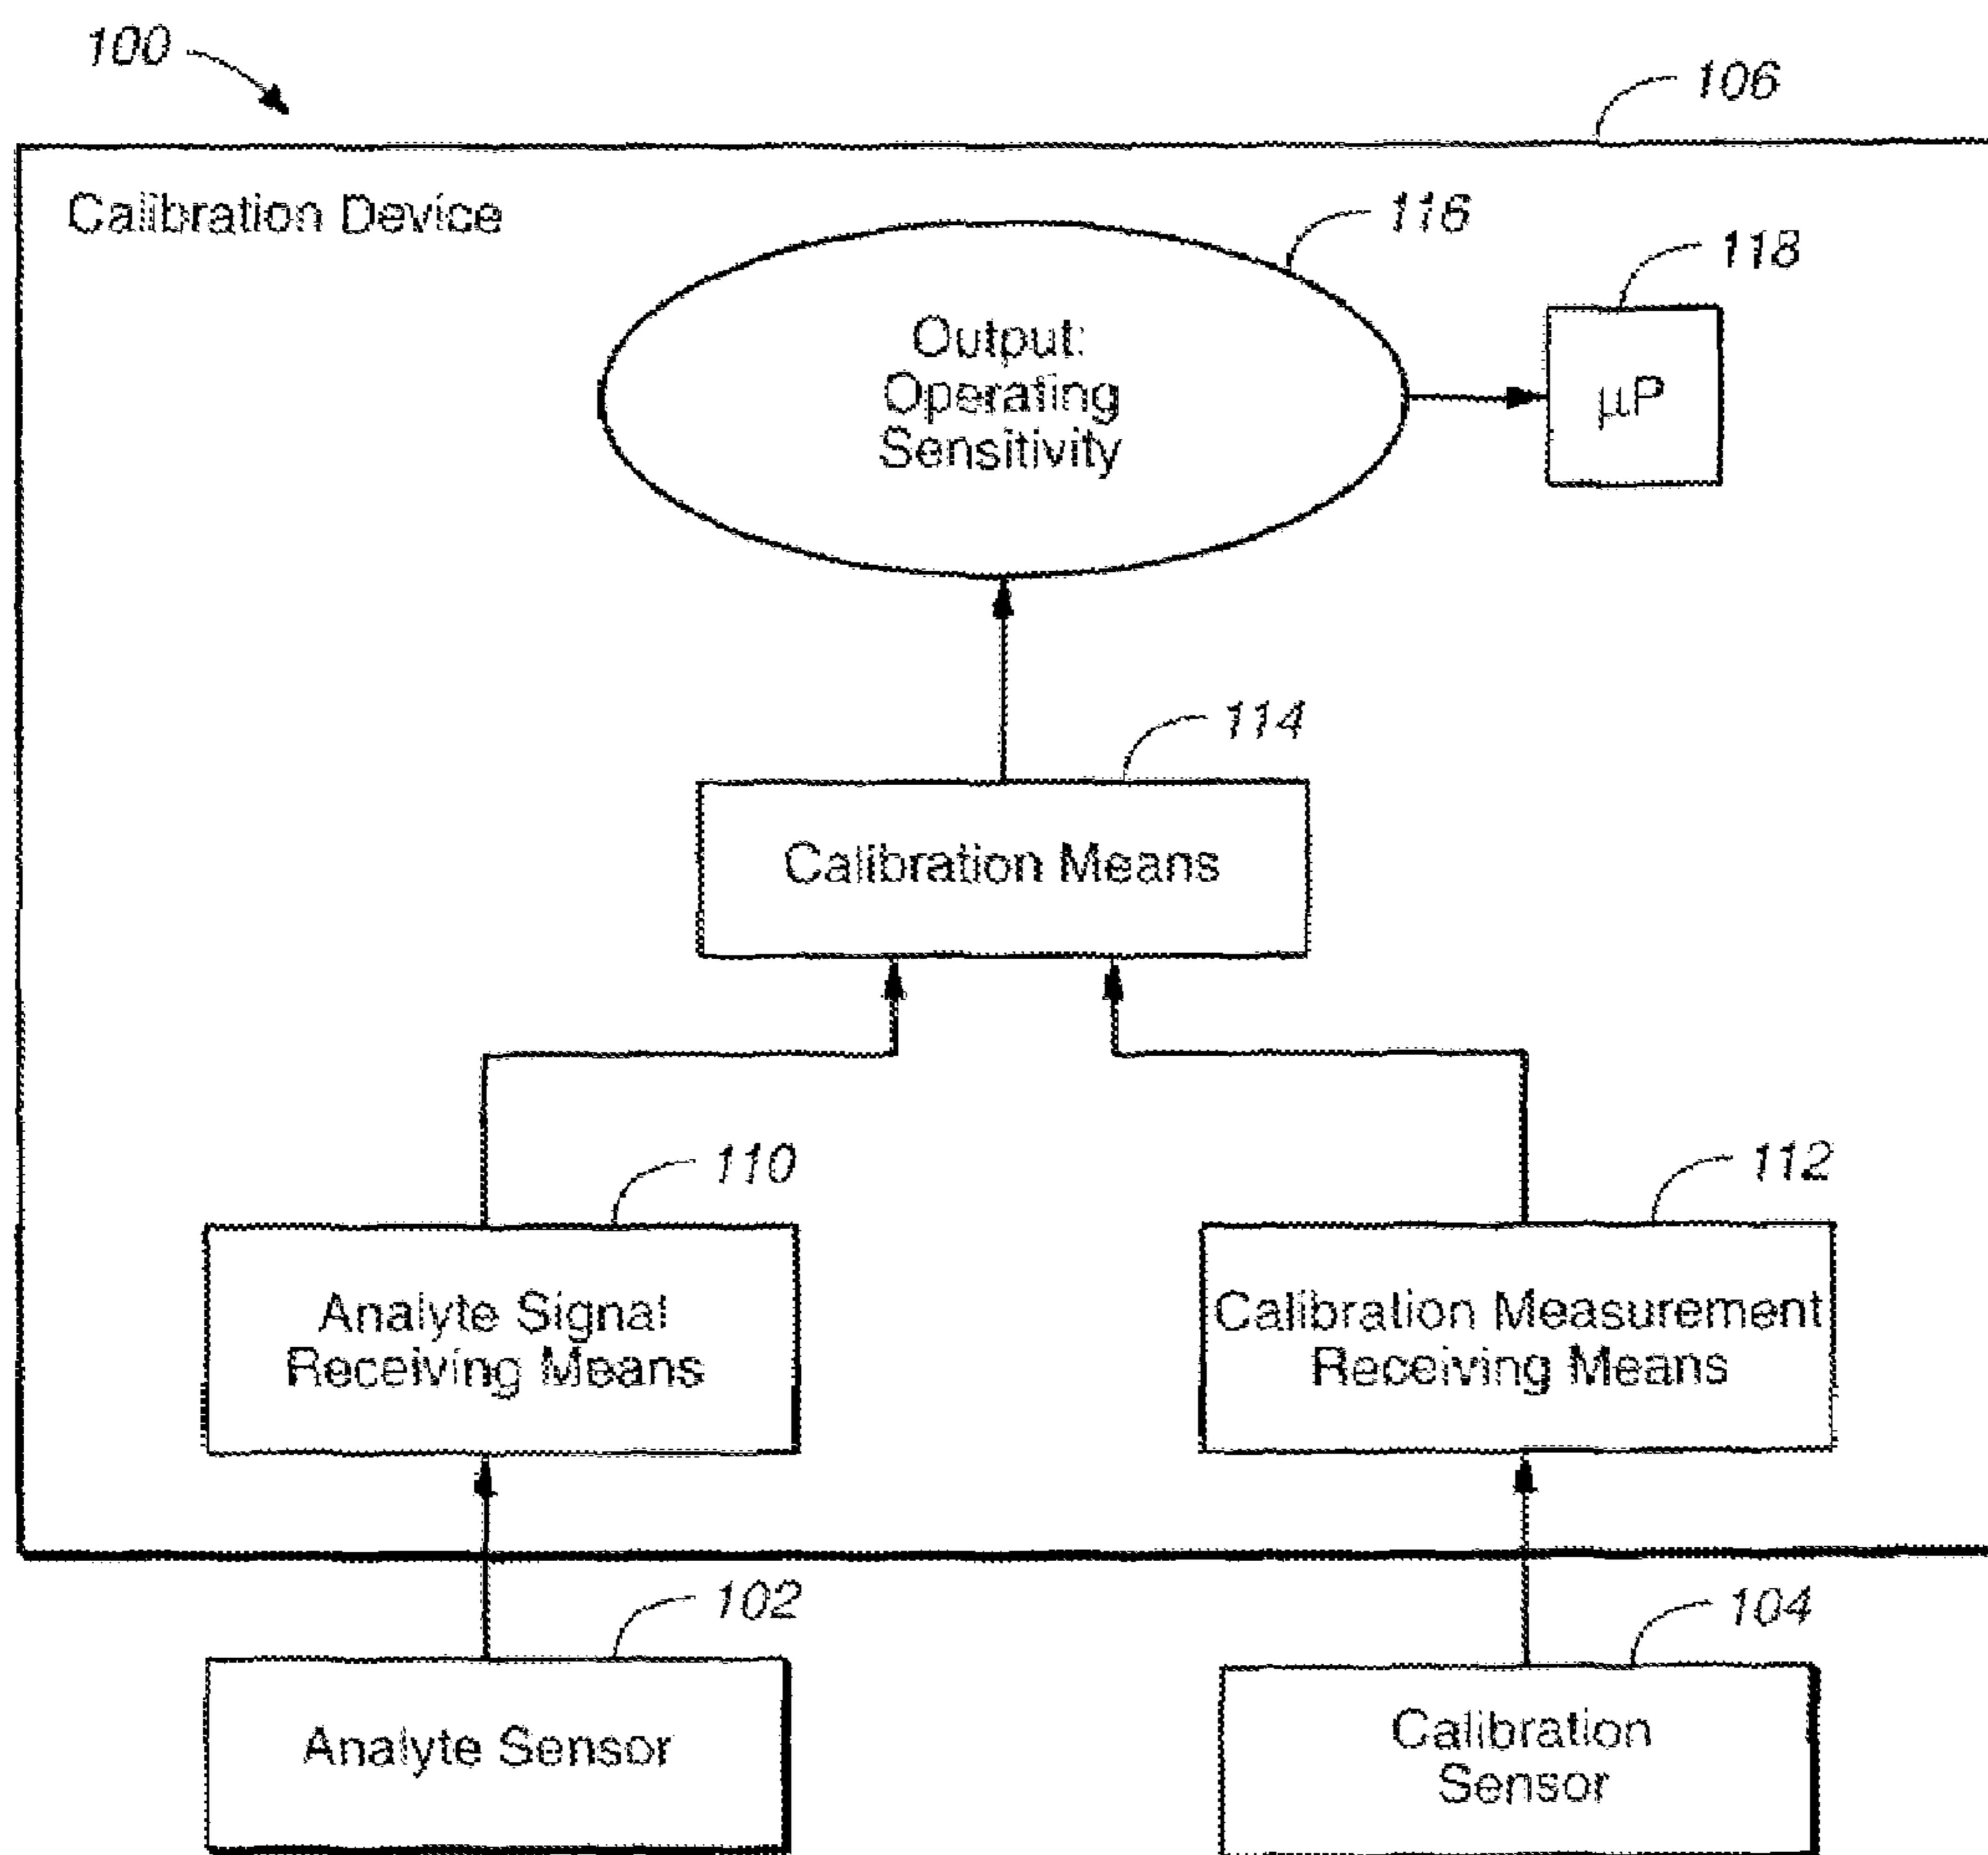 100
106
Calibration Device
116
118
Output:
Operating
Sensitivity
µP
114
Calibration Means
110
112
Analyte Signal
Receiving Means
Calibration Measurement
Receiving Means
102
104
Analyte Sensor
Calibration
Sensor